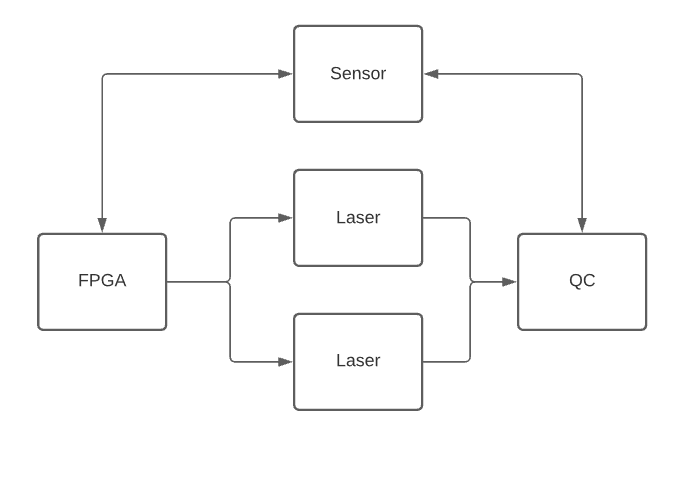 Sensor
Laser
FPGA
QC
Laser